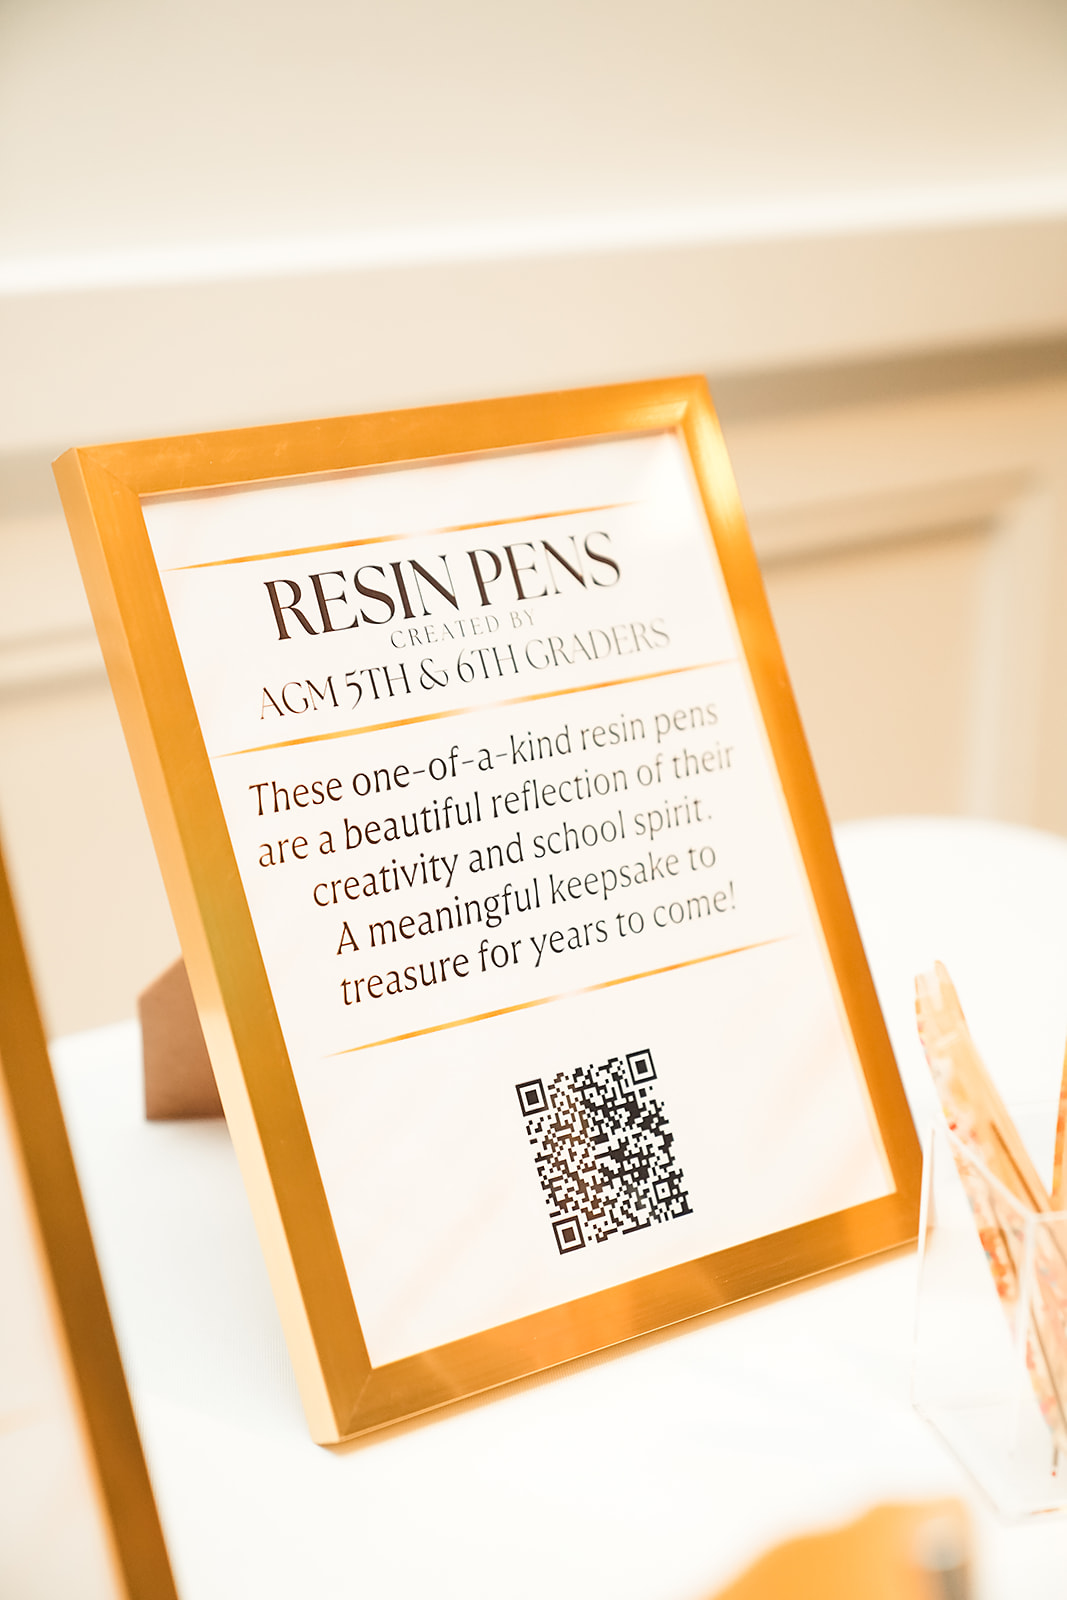 RESIN PENS
CREATED BY
AGM 5TH & 6TH GRADERS
These one-of-a-kind resin pens
are a beautiful reflection of their
creativity and school spirit.
A meaningful keepsake to
treasure for years to come!